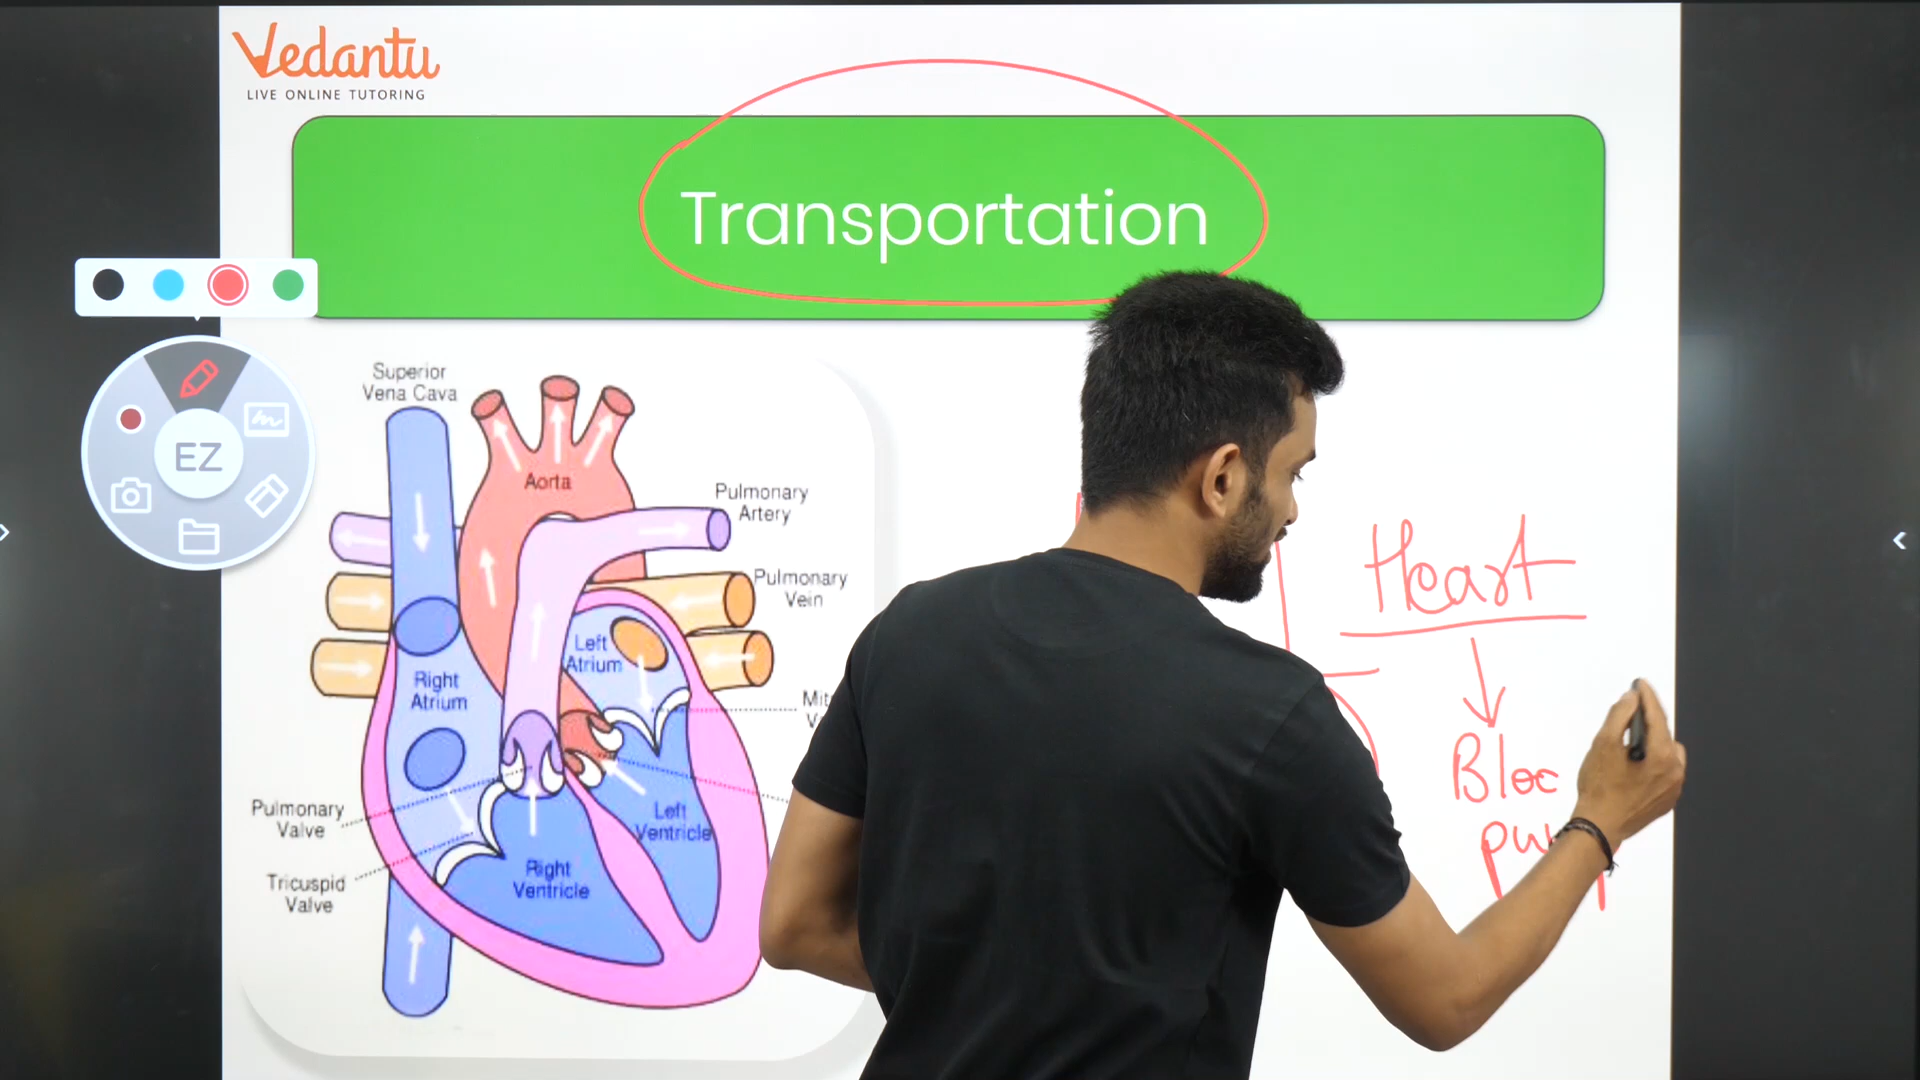 Vedantu
LIVE ONLINE TUTORING
Transportation
EZ
Superior
Vena Cava
Aorta
Pulmonary
Artery
Pulmonary
Vein
Left
Atrium
Right
Atrium
Left
Ventricle
Pulmonary
Valve
Right
Ventricle
Tricuspid
Valve
Heart